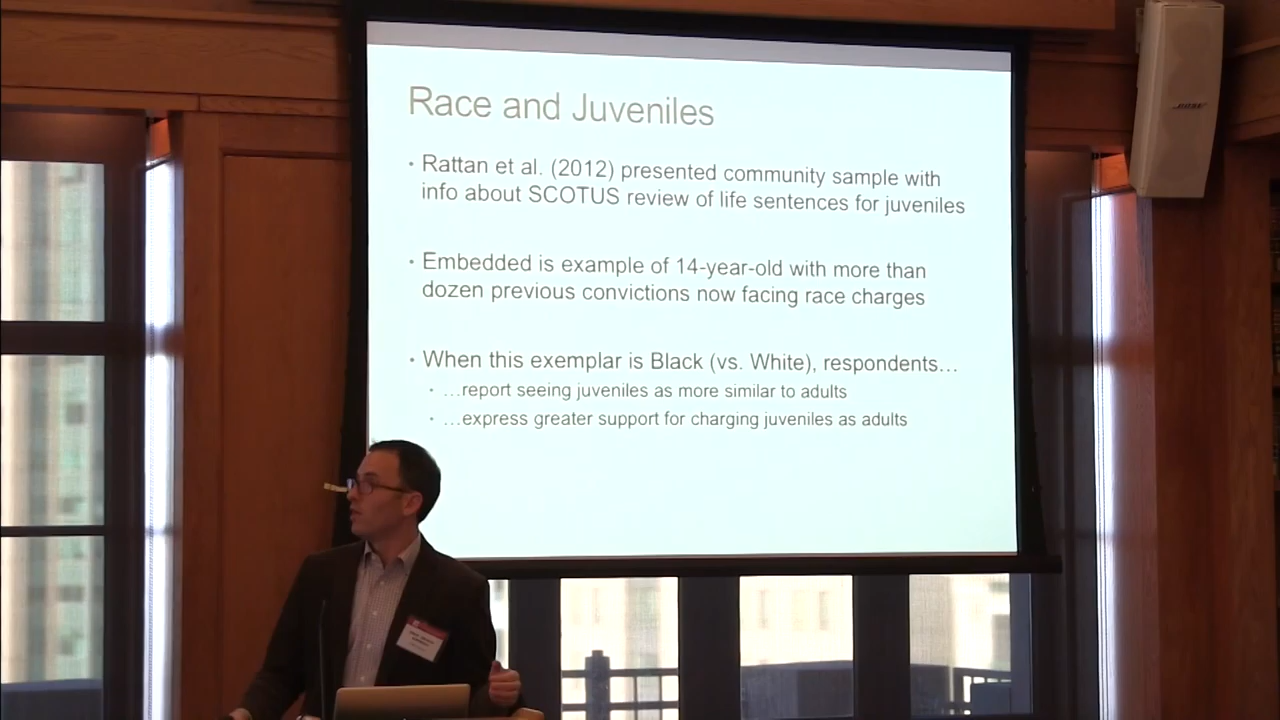 Race and Juveniles
· Rattan et al. (2012) presented community sample with
info about SCOTUS review of life sentences for juveniles
· Embedded is example of 14-year-old with more than
dozen previous convictions now facing race charges
· When this exemplar is Black (vs. White), respondents…
· …report seeing juveniles as more similar to adults
· …express greater support for charging juveniles as adults
BOSE